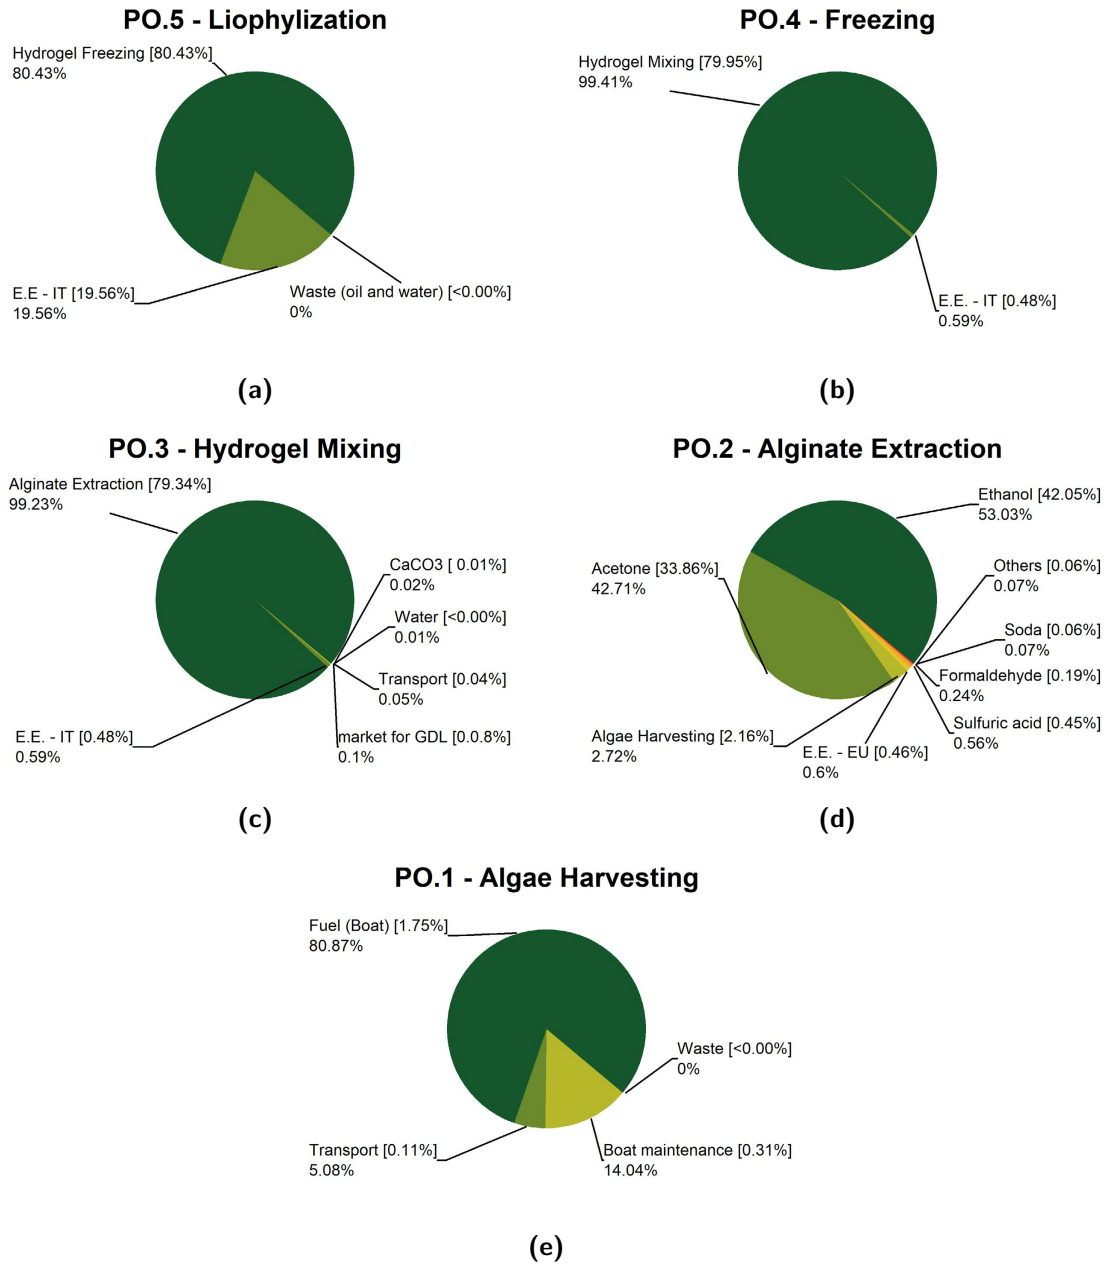 PO.5 - Liophylization
Hydrogel Freezing [80.43%]
80.43%
E.E - IT [19.56%]
19.56%
Waste (oil and water) [<0.00%]
0%
(a)
PO.4 - Freezing
Hydrogel Mixing [79.95%]
99.41%
E.E. - IT [0.48%]
0.59%
(b)
PO.3 - Hydrogel Mixing
Alginate Extraction [79.34%]
99.23%
CaCO3 [ 0.01%]
0.02%
Water [<0.00%]
0.01%
Transport [0.04%]
0.05%
E.E. - IT [0.48%]
0.59%
market for GDL [0.0.8%]
0.1%
(c)
PO.2 - Alginate Extraction
Ethanol [42.05%]
53.03%
Acetone [33.86%]
42.71%
Others [0.06%]
0.07%
Soda [0.06%]
0.07%
Formaldehyde [0.19%]
0.24%
Sulfuric acid [0.45%]
0.56%
Algae Harvesting [2.16%]
2.72%
E.E. - EU [0.46%]
0.6%
(d)
PO.1 - Algae Harvesting
Fuel (Boat) [1.75%]
80.87%
Waste [<0.00%]
0%
Transport [0.11%]
5.08%
Boat maintenance [0.31%]
14.04%
(e)